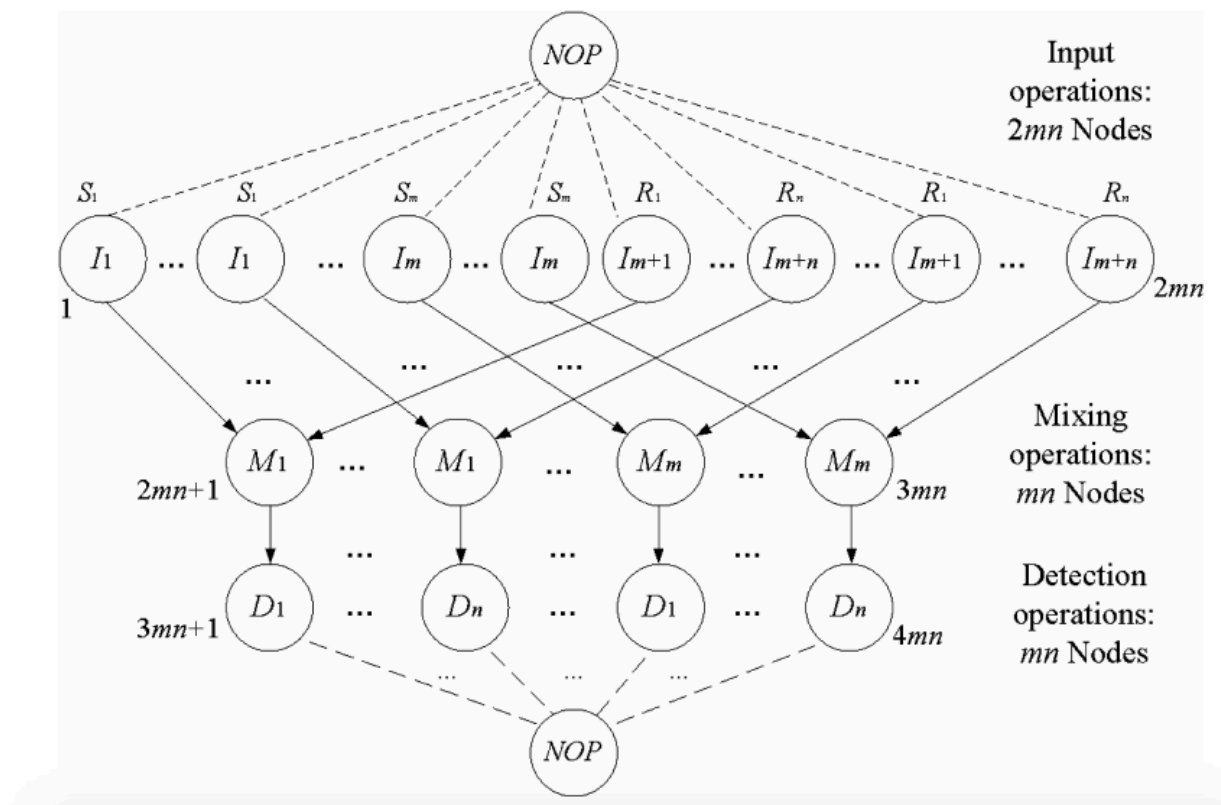 NOP
Input
operations:
2mn Nodes
S1 S1 Sm Sm R1 Rn R1 Rn
I1 ... I1 ... Im ... Im Im+1 ... Im+n ... Im+1 ... Im+n
1 2mn
... ... ... ... ...
Mixing
operations:
mn Nodes
M1 ... M1 ... Mm ... Mm
2mn+1 3mn
... ... ...
Detection
operations:
mn Nodes
D1 ... Dn ... D1 ... Dn
3mn+1 4mn
... ... ...
NOP